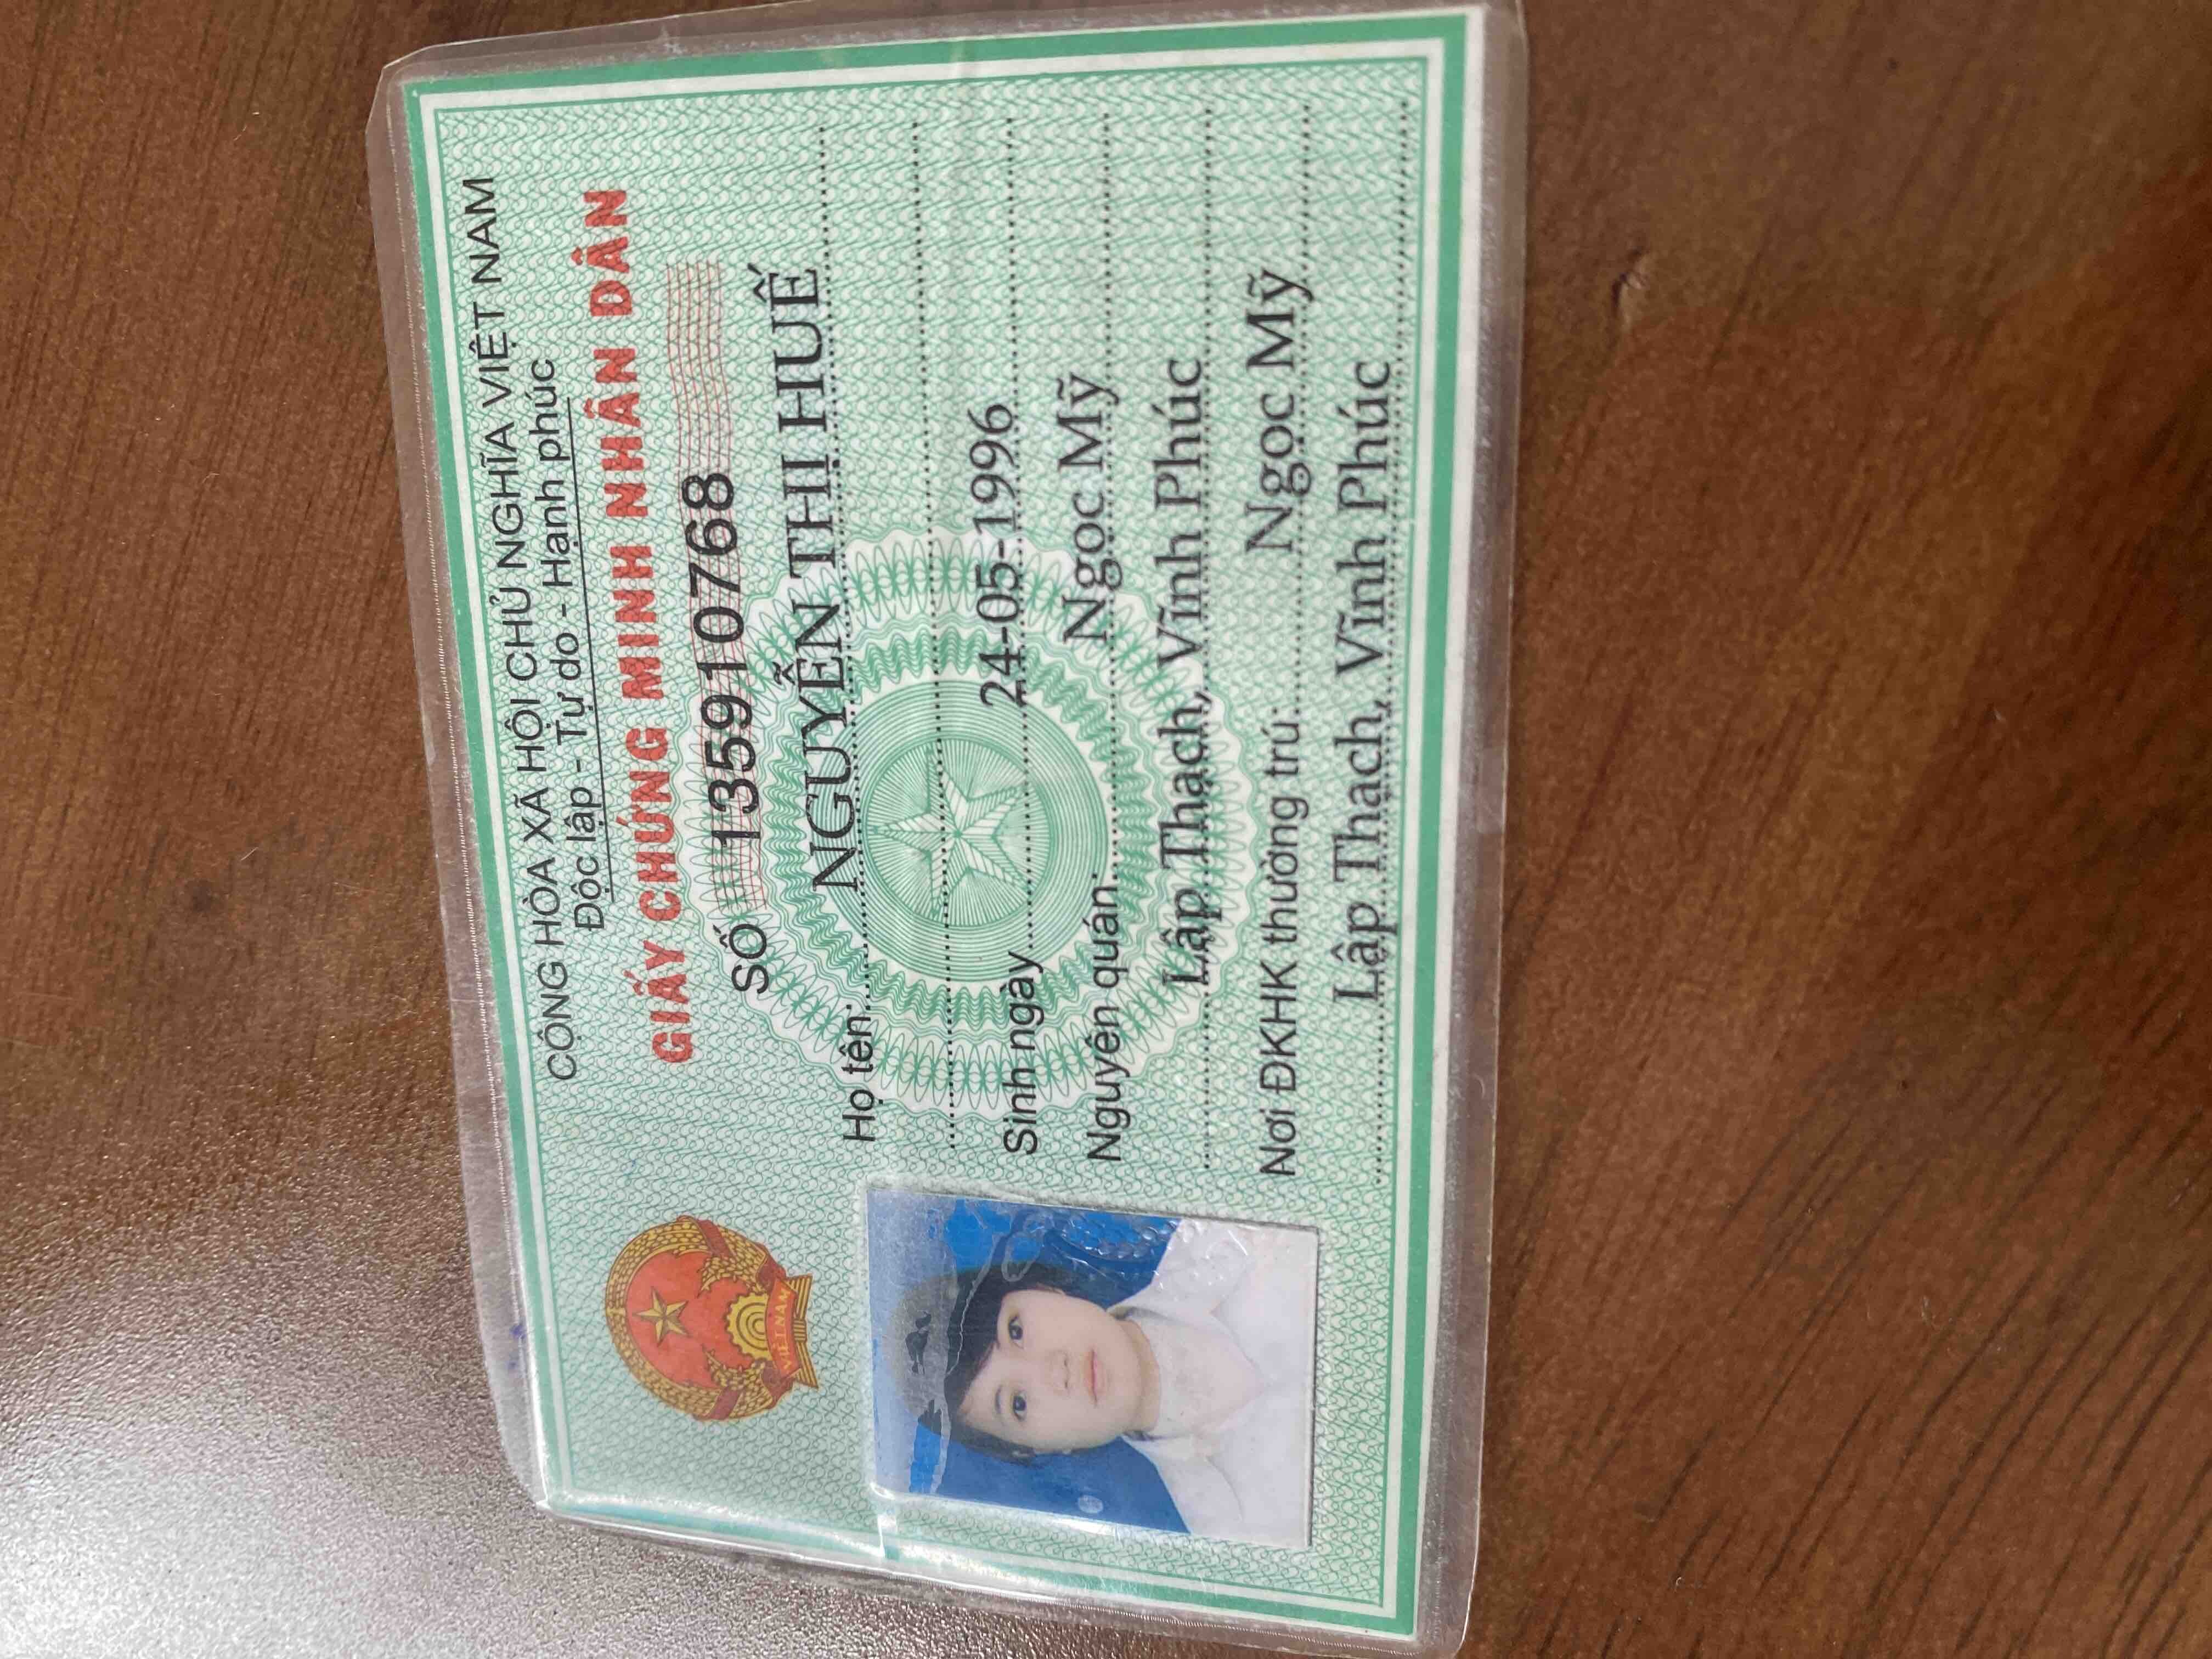 CỘNG HÒA XÃ HỘI CHỦ NGHĨA VIỆT NAM
Độc lập - Tự do - Hạnh phúc
GIẤY CHỨNG MINH NHÂN DÂN
SỐ 135910768
Họ tên: NGUYỄN THỊ HUẾ
Sinh ngày 24-05-1996
Nguyên quán: Ngọc Mỹ
Lập Thạch, Vĩnh Phúc
Nơi ĐKHK thường trú: Ngọc Mỹ
Lập Thạch, Vĩnh Phúc
VIỆT NAM